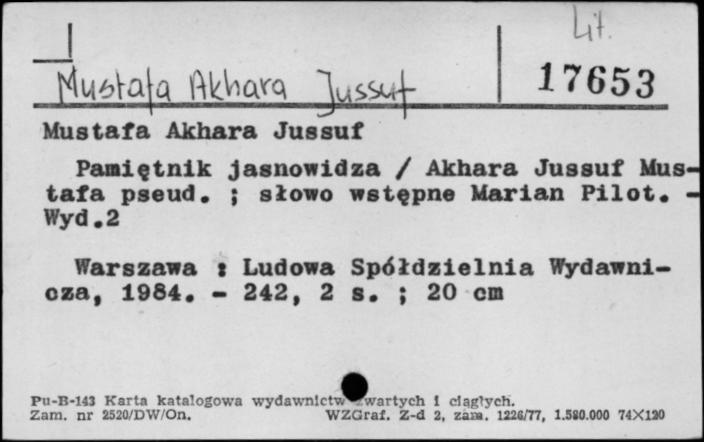 Lit.
Mustafa Akhara Jussuf 17653
Mustafa Akhara Jussuf
Pamiętnik jasnowidza / Akhara Jussuf Mus-
tafa pseud. ; słowo wstępne Marian Pilot. -
Wyd.2
Warszawa : Ludowa Spółdzielnia Wydawni-
cza, 1984. - 242, 2 s. ; 20 cm
Pu-B-143 Karta katalogowa wydawnictw zwartych i ciągłych.
Zam. nr 2520/DW/On. WZGraf. Z-d 2, zam. 1226/77, 1.580.000 74X120